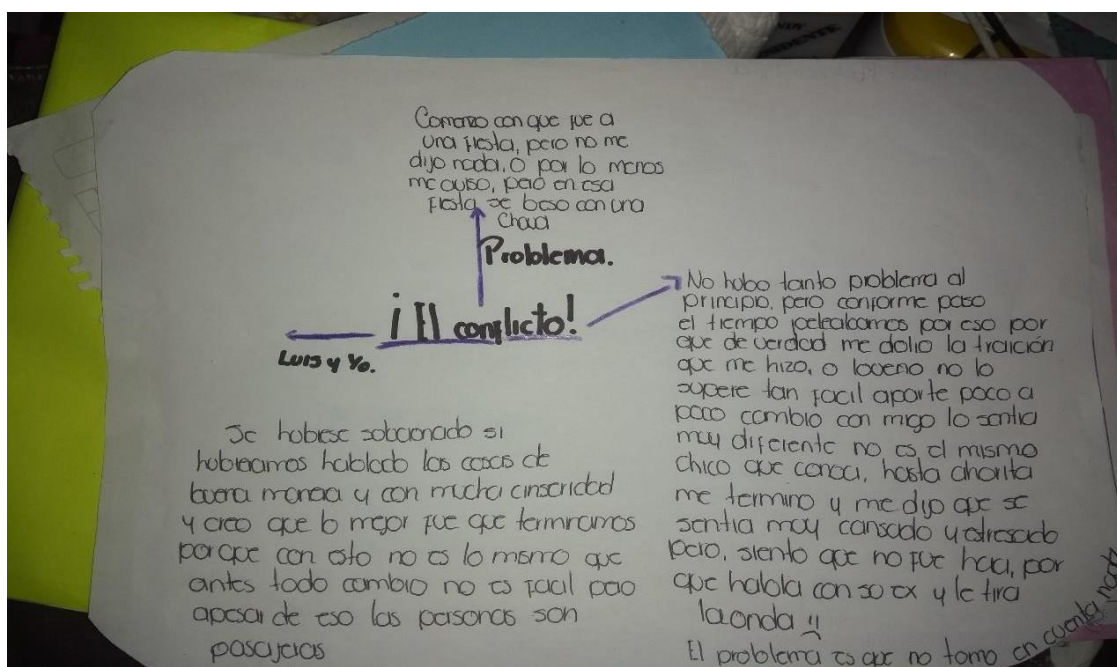 Comenzo con que fue a
una fiesta, pero no me
dijo nada, o por lo menos
me aviso, pero en esa
fiesta se beso con una
Chava
Problema.
¡El conflicto!
Luis y Yo.
No hubo tanto problema al
principio, pero conforme paso
el tiempo peleabamos por eso por
que de verdad me dolio la traición
que me hizo, o bueno no lo
supere tan facil aparte poco a
poco cambio con migo lo sentia
muy diferente no es el mismo
chico que conoci, hasta ahorita
me termino y me dijo que se
sentia muy cansado y estresado
pero, siento que no fue haci, por
que habla con su ex y le tira
la onda !!
El problema es que no tomo en cuenta nada
Se hubiese solucionado si
hubieramos hablado las cosas de
buena manera y con mucha cinseridad
y creo que lo mejor fue que terminamos
porque con esto no es lo mismo que
antes todo cambio no es facil pero
apesar de eso las personas son
pasajeras